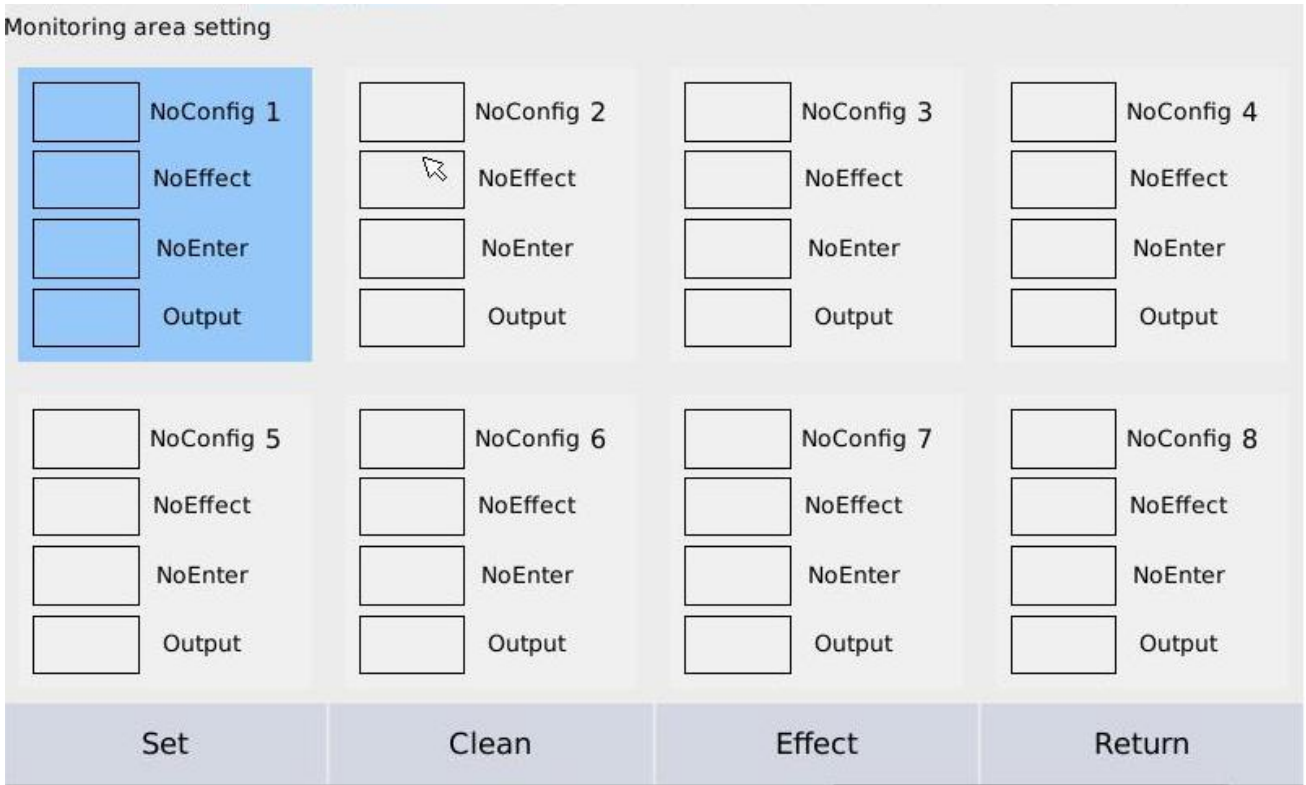 Monitoring area setting
NoConfig 1
NoEffect
NoEnter
Output
NoConfig 2
NoEffect
NoEnter
Output
NoConfig 3
NoEffect
NoEnter
Output
NoConfig 4
NoEffect
NoEnter
Output
NoConfig 5
NoEffect
NoEnter
Output
NoConfig 6
NoEffect
NoEnter
Output
NoConfig 7
NoEffect
NoEnter
Output
NoConfig 8
NoEffect
NoEnter
Output
Set
Clean
Effect
Return